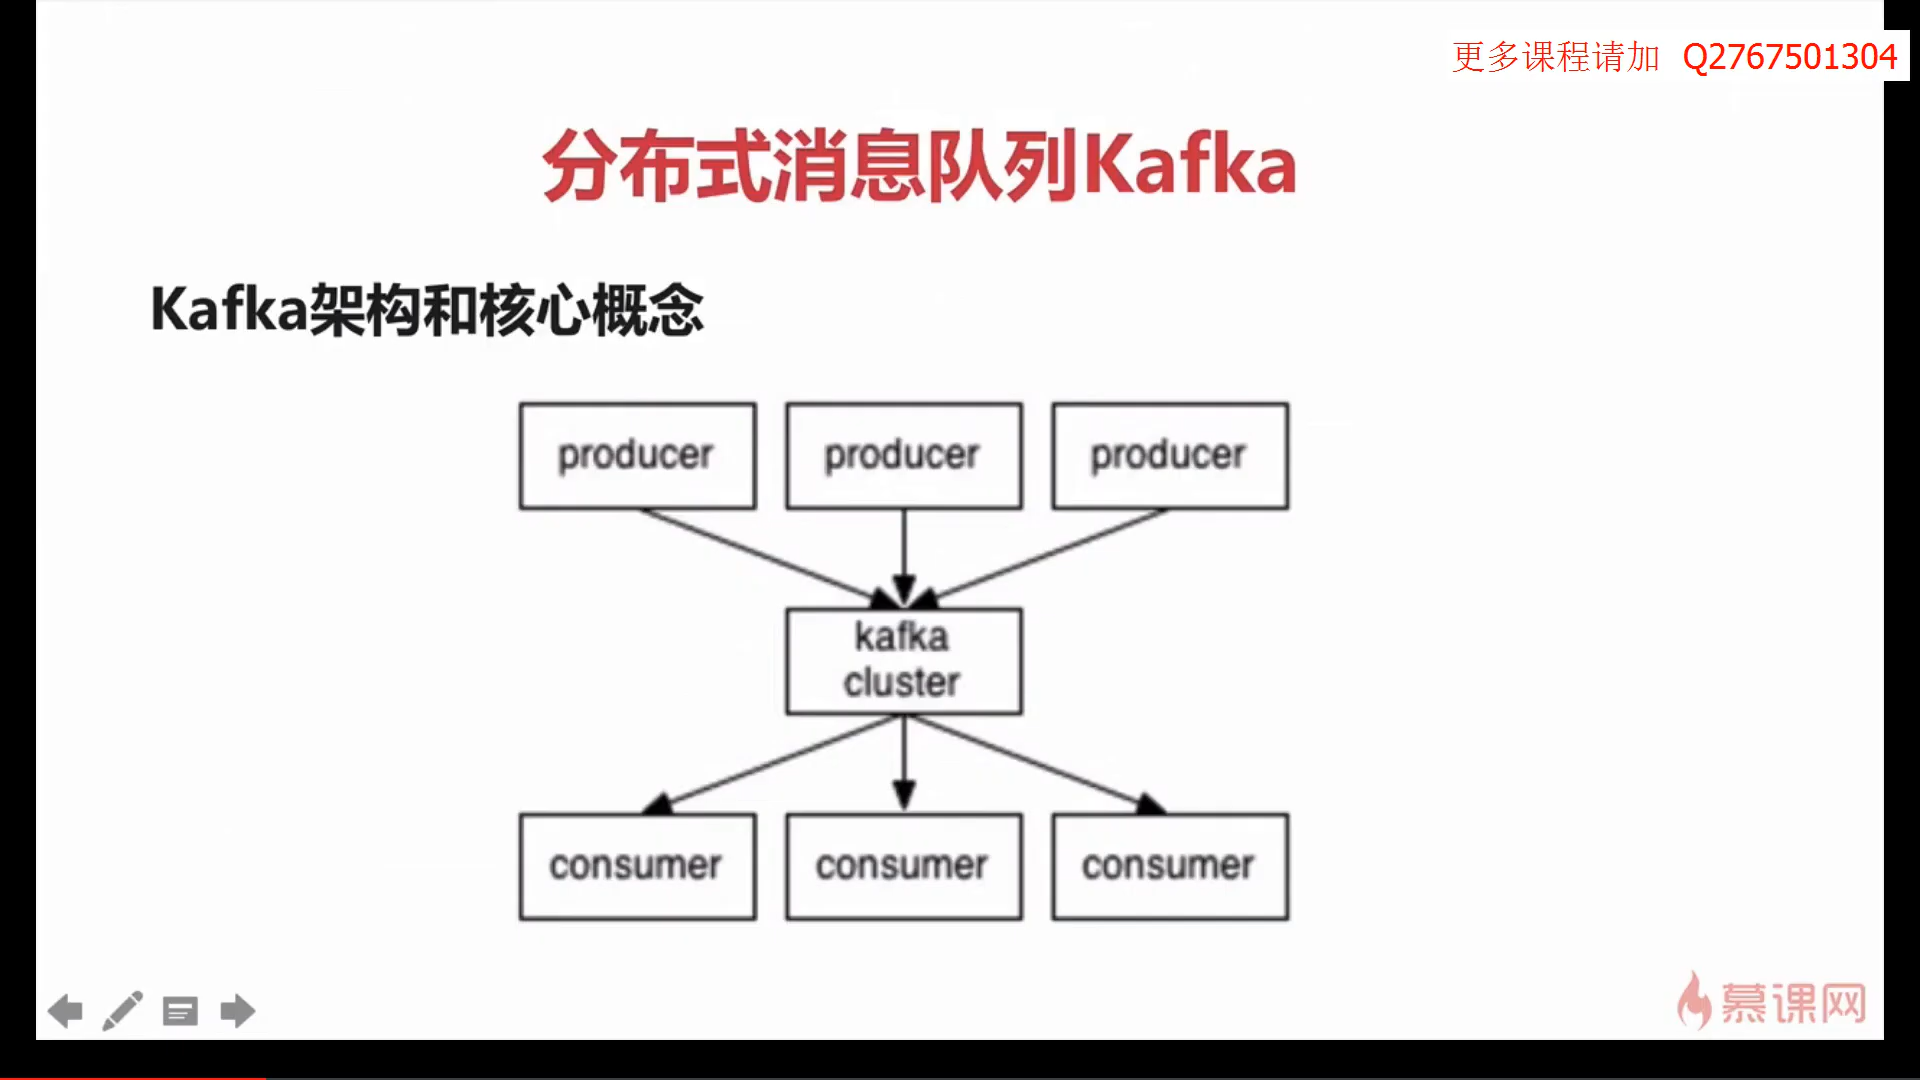 更多课程请加 Q2767501304
分布式消息队列Kafka
Kafka架构和核心概念
producer
producer
producer
kafka
cluster
consumer
consumer
consumer
慕课网